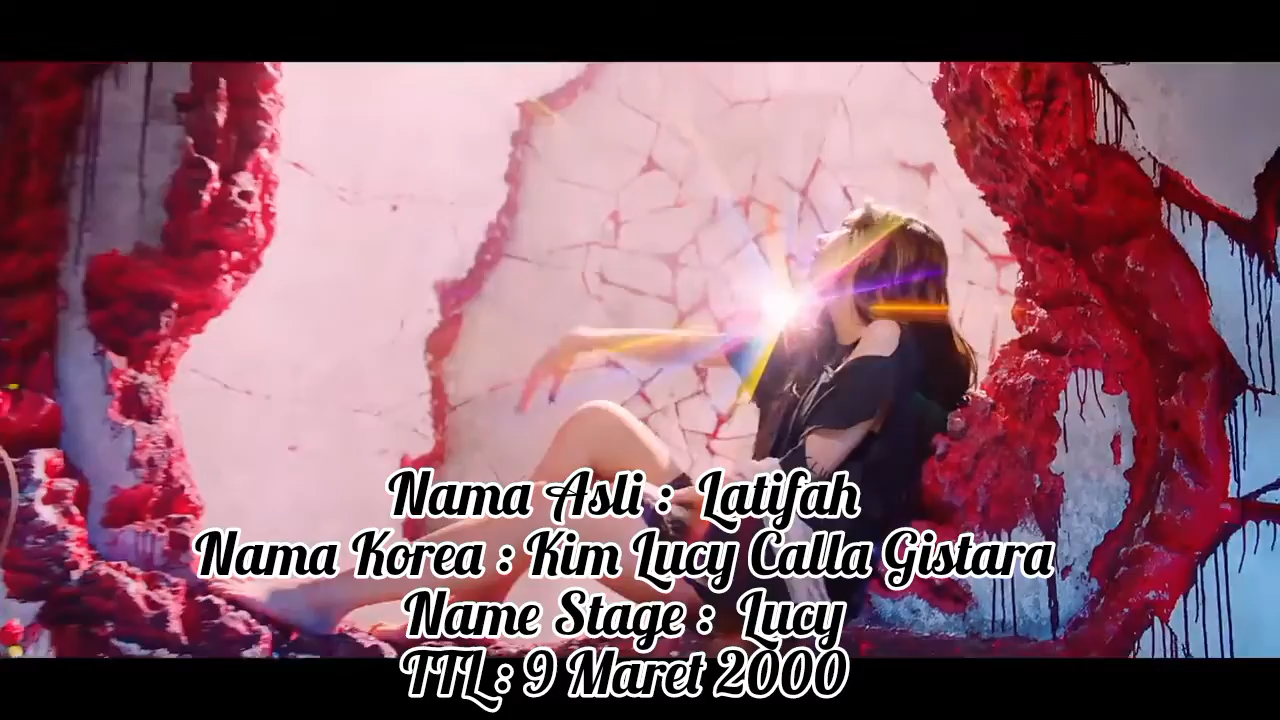 Nama Asli : Latifah
Nama Korea : Kim Lucy Calla Gistara
Name Stage : Lucy
TTL : 9 Maret 2000